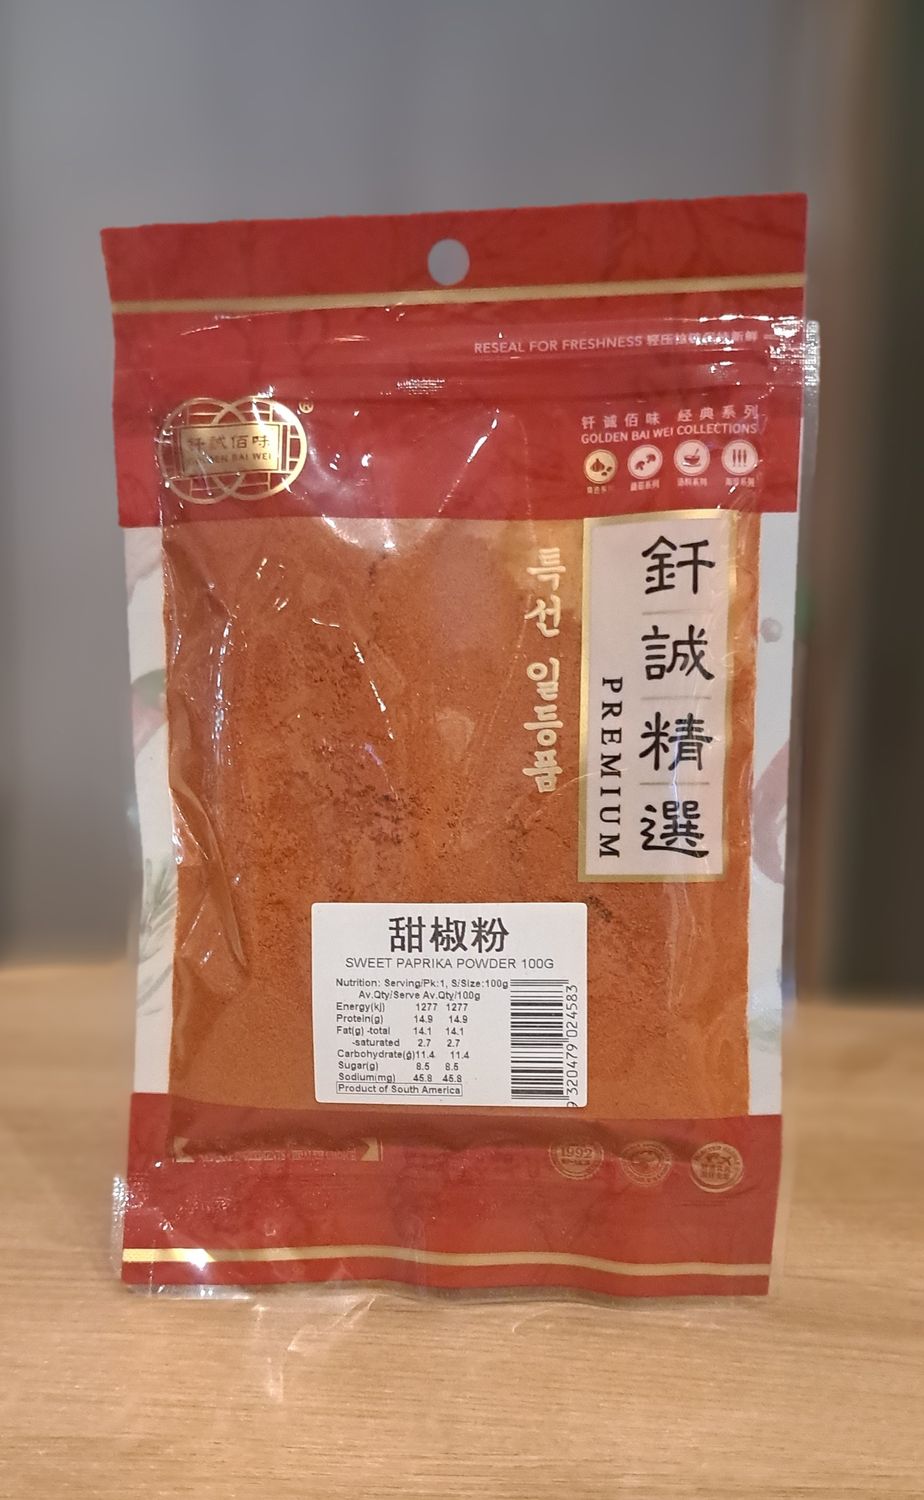 RESEAL FOR FRESHNESS
®
钎誠佰味
GOLDEN BAI WEI
钎诚佰味 经典系列
GOLDEN BAI WEI COLLECTIONS
특선 일등품
釺誠精選
PREMIUM
甜椒粉
SWEET PAPRIKA POWDER 100G
Nutrition: Serving/Pk:1, S/Size:100g
Av.Qty/Serve Av.Qty/100g
Energy(kj) 1277 1277
Protein(g) 14.9 14.9
Fat(g) -total 14.1 14.1
-saturated 2.7 2.7
Carbohydrate(g)11.4 11.4
Sugar(g) 8.5 8.5
Sodium(mg) 45.8 45.8
Product of South America
9 320479 024583
1992